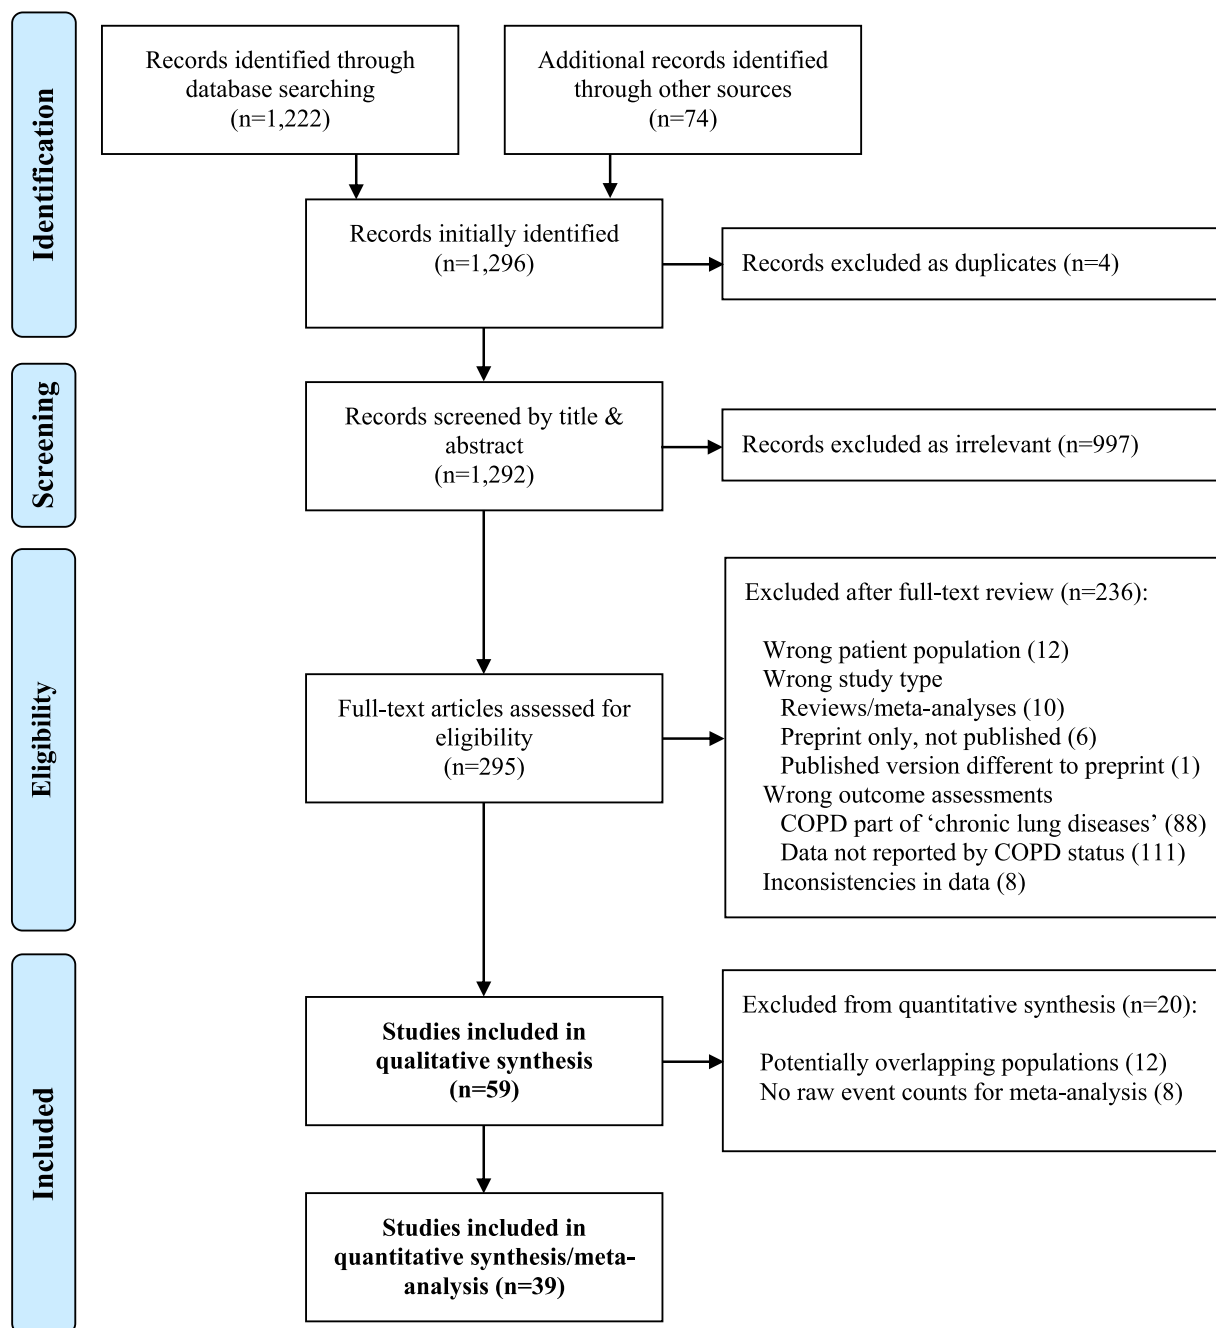 Identification
Records identified through
database searching
(n=1,222)
Additional records identified
through other sources
(n=74)
Records initially identified
(n=1,296)
Records excluded as duplicates (n=4)
Screening
Records screened by title &
abstract
(n=1,292)
Records excluded as irrelevant (n=997)
Eligibility
Full-text articles assessed for
eligibility
(n=295)
Excluded after full-text review (n=236):
Wrong patient population (12)
Wrong study type
Reviews/meta-analyses (10)
Preprint only, not published (6)
Published version different to preprint (1)
Wrong outcome assessments
COPD part of ‘chronic lung diseases’ (88)
Data not reported by COPD status (111)
Inconsistencies in data (8)
Included
Studies included in
qualitative synthesis
(n=59)
Excluded from quantitative synthesis (n=20):
Potentially overlapping populations (12)
No raw event counts for meta-analysis (8)
Studies included in
quantitative synthesis/meta-
analysis (n=39)